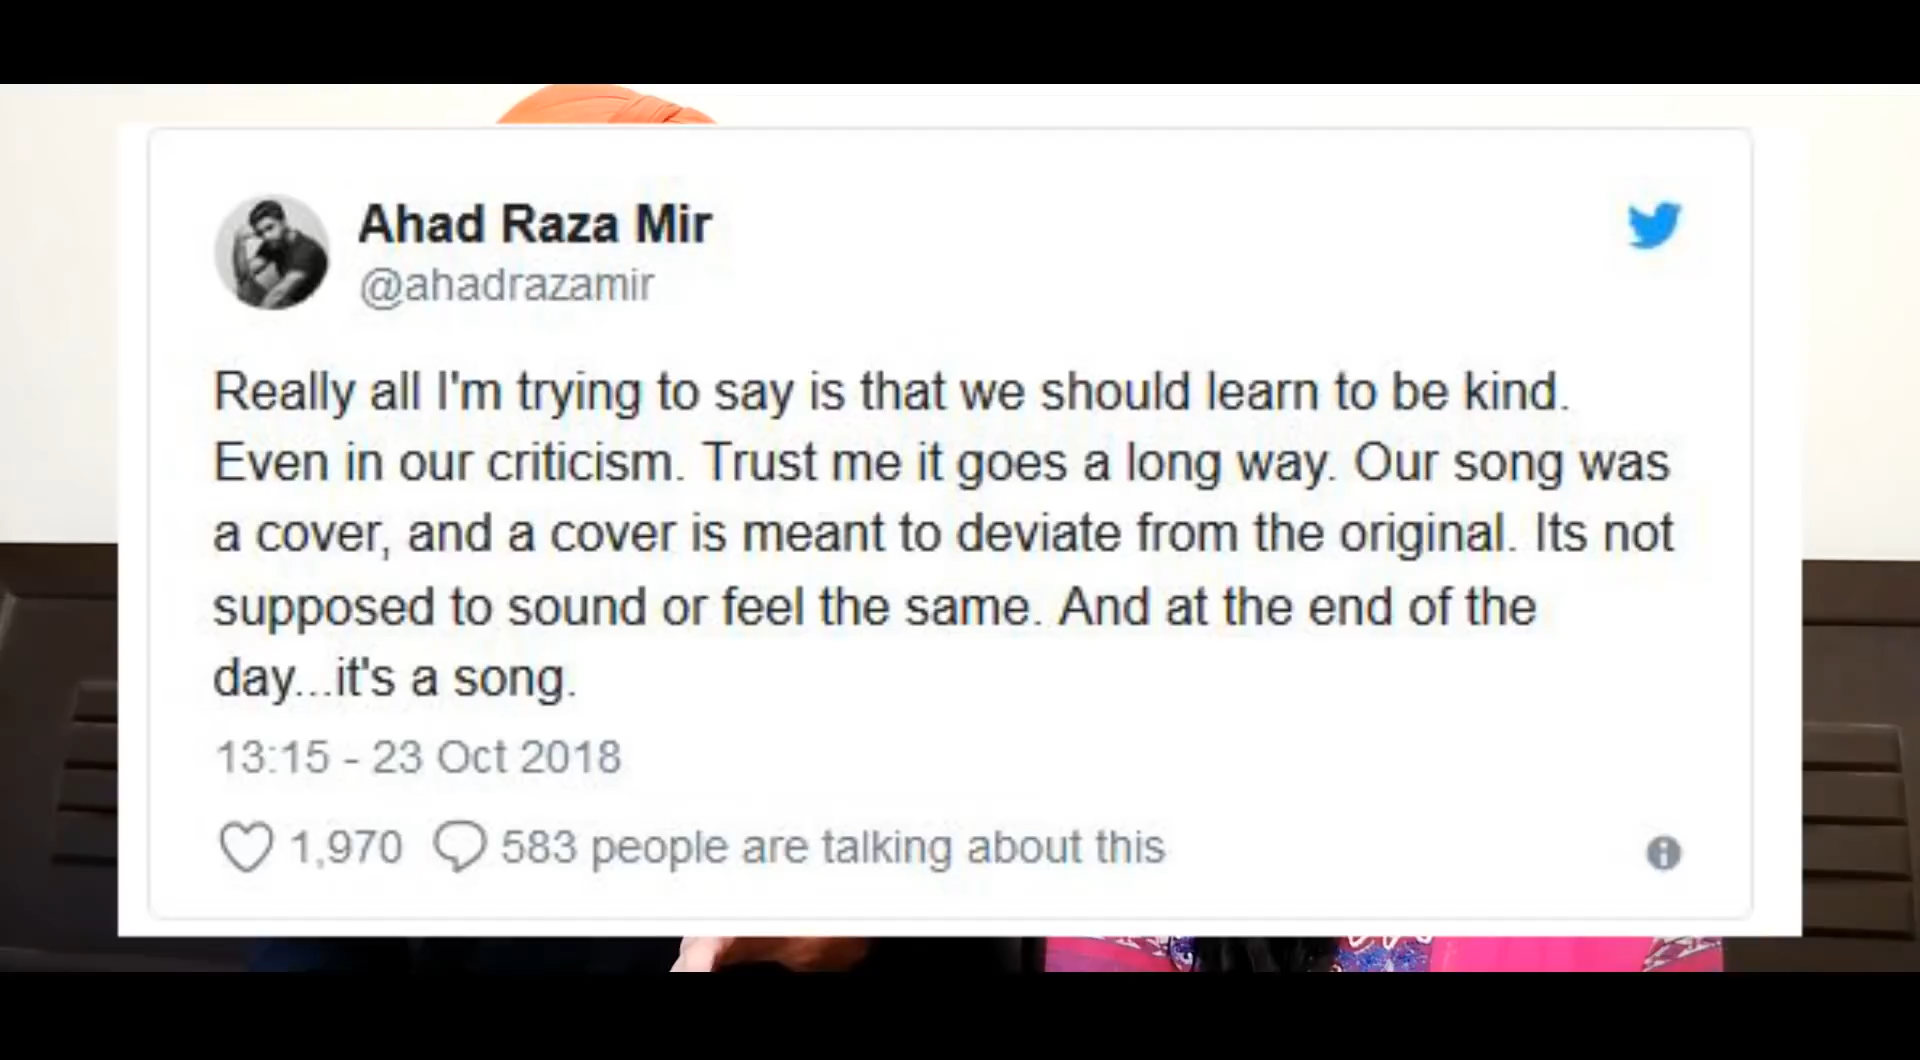 Ahad Raza Mir
@ahadrazamir
Really all I'm trying to say is that we should learn to be kind.
Even in our criticism. Trust me it goes a long way. Our song was
a cover, and a cover is meant to deviate from the original. Its not
supposed to sound or feel the same. And at the end of the
day...it's a song.
13:15 - 23 Oct 2018
1,970 583 people are talking about this